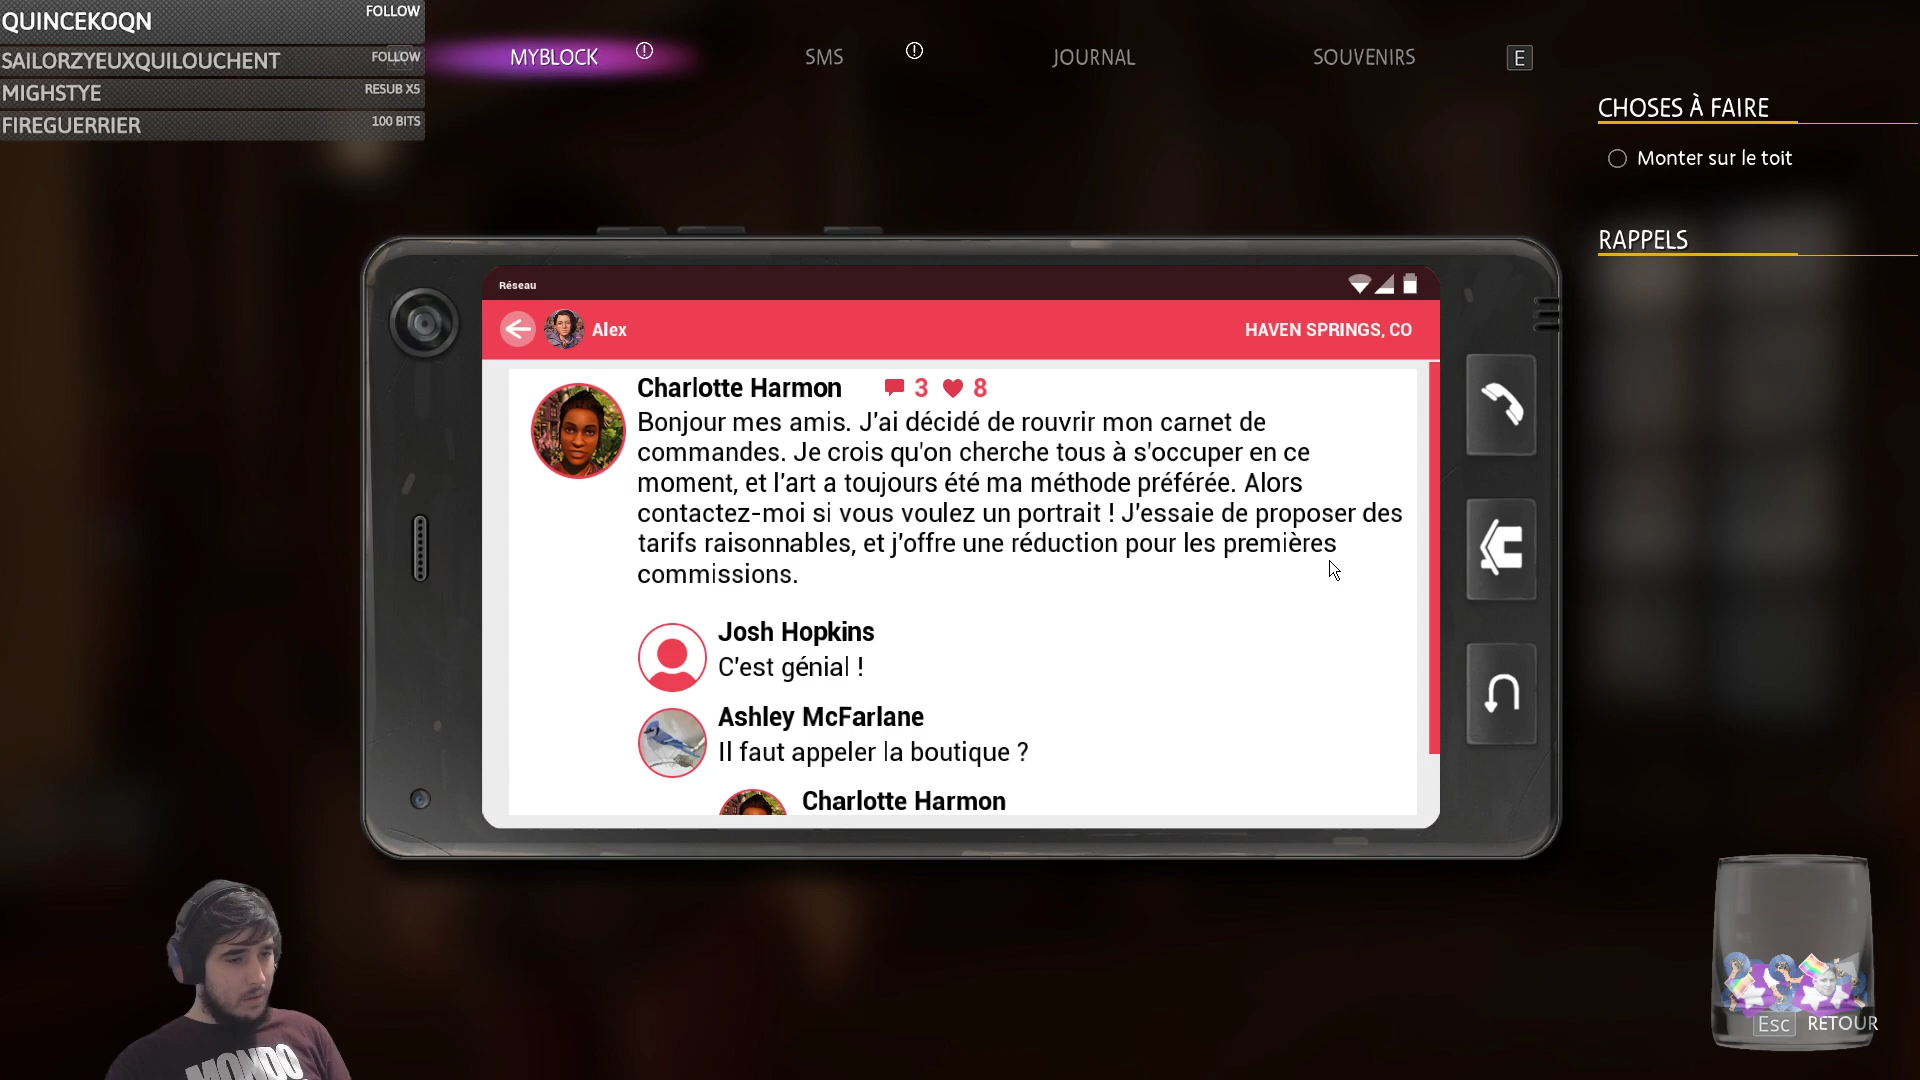 QUINCEKOQN FOLLOW
SAILORZYEUXQUILOUCHENT FOLLOW
MIGHSTYE RESUB X5
FIREGUERRIER 100 BITS
MYBLOCK SMS JOURNAL SOUVENIRS E
CHOSES À FAIRE
Monter sur le toit
RAPPELS
Réseau
Alex HAVEN SPRINGS, CO
Charlotte Harmon 3 8
Bonjour mes amis. J'ai décidé de rouvrir mon carnet de
commandes. Je crois qu'on cherche tous à s'occuper en ce
moment, et l'art a toujours été ma méthode préférée. Alors
contactez-moi si vous voulez un portrait ! J'essaie de proposer des
tarifs raisonnables, et j'offre une réduction pour les premières
commissions.
Josh Hopkins
C'est génial !
Ashley McFarlane
Il faut appeler la boutique ?
Charlotte Harmon
MONDO
Esc RETOUR